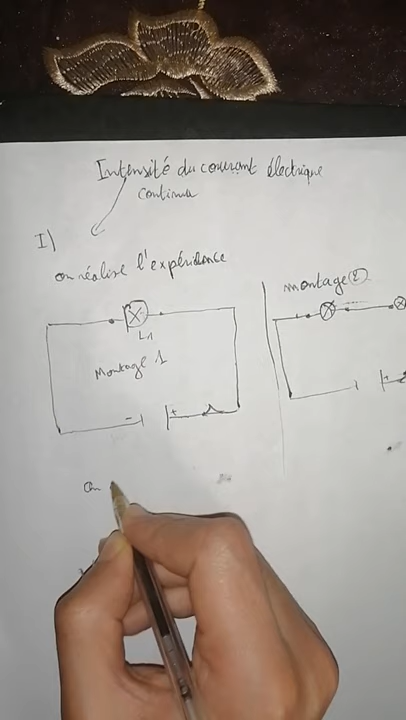 Intensité du courant électrique
continu
I)
on réalise l'expérience
montage ②
L1
Montage 1
- +
on